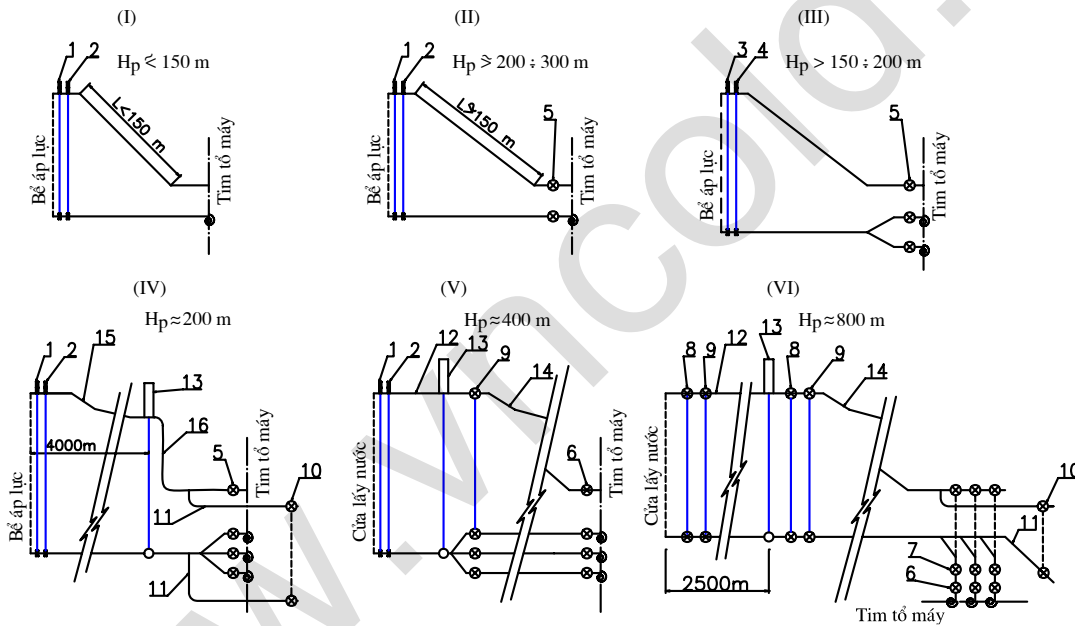 (I)
(II)
(III)
1 2
Hp ⩽ 150 m
1 2
Hp ⩾ 200 ÷ 300 m
3 4
Hp > 150 ÷ 200 m
L<150 m
5
5
Bể áp lực
Tim tổ máy
Bể áp lực
Tim tổ máy
Bể áp lực
Tim tổ máy
(IV)
(V)
(VI)
Hp ≈ 200 m
Hp ≈ 400 m
Hp ≈ 800 m
1 2 15
13
1 2 12 13 9
14
8 9 12 13 8 9
14
16
4000m
5
10
11
11
6
10
11
7
6
2500m
Bể áp lực
Tim tổ máy
Cửa lấy nước
Tim tổ máy
Cửa lấy nước
Tim tổ máy
www.vncold.